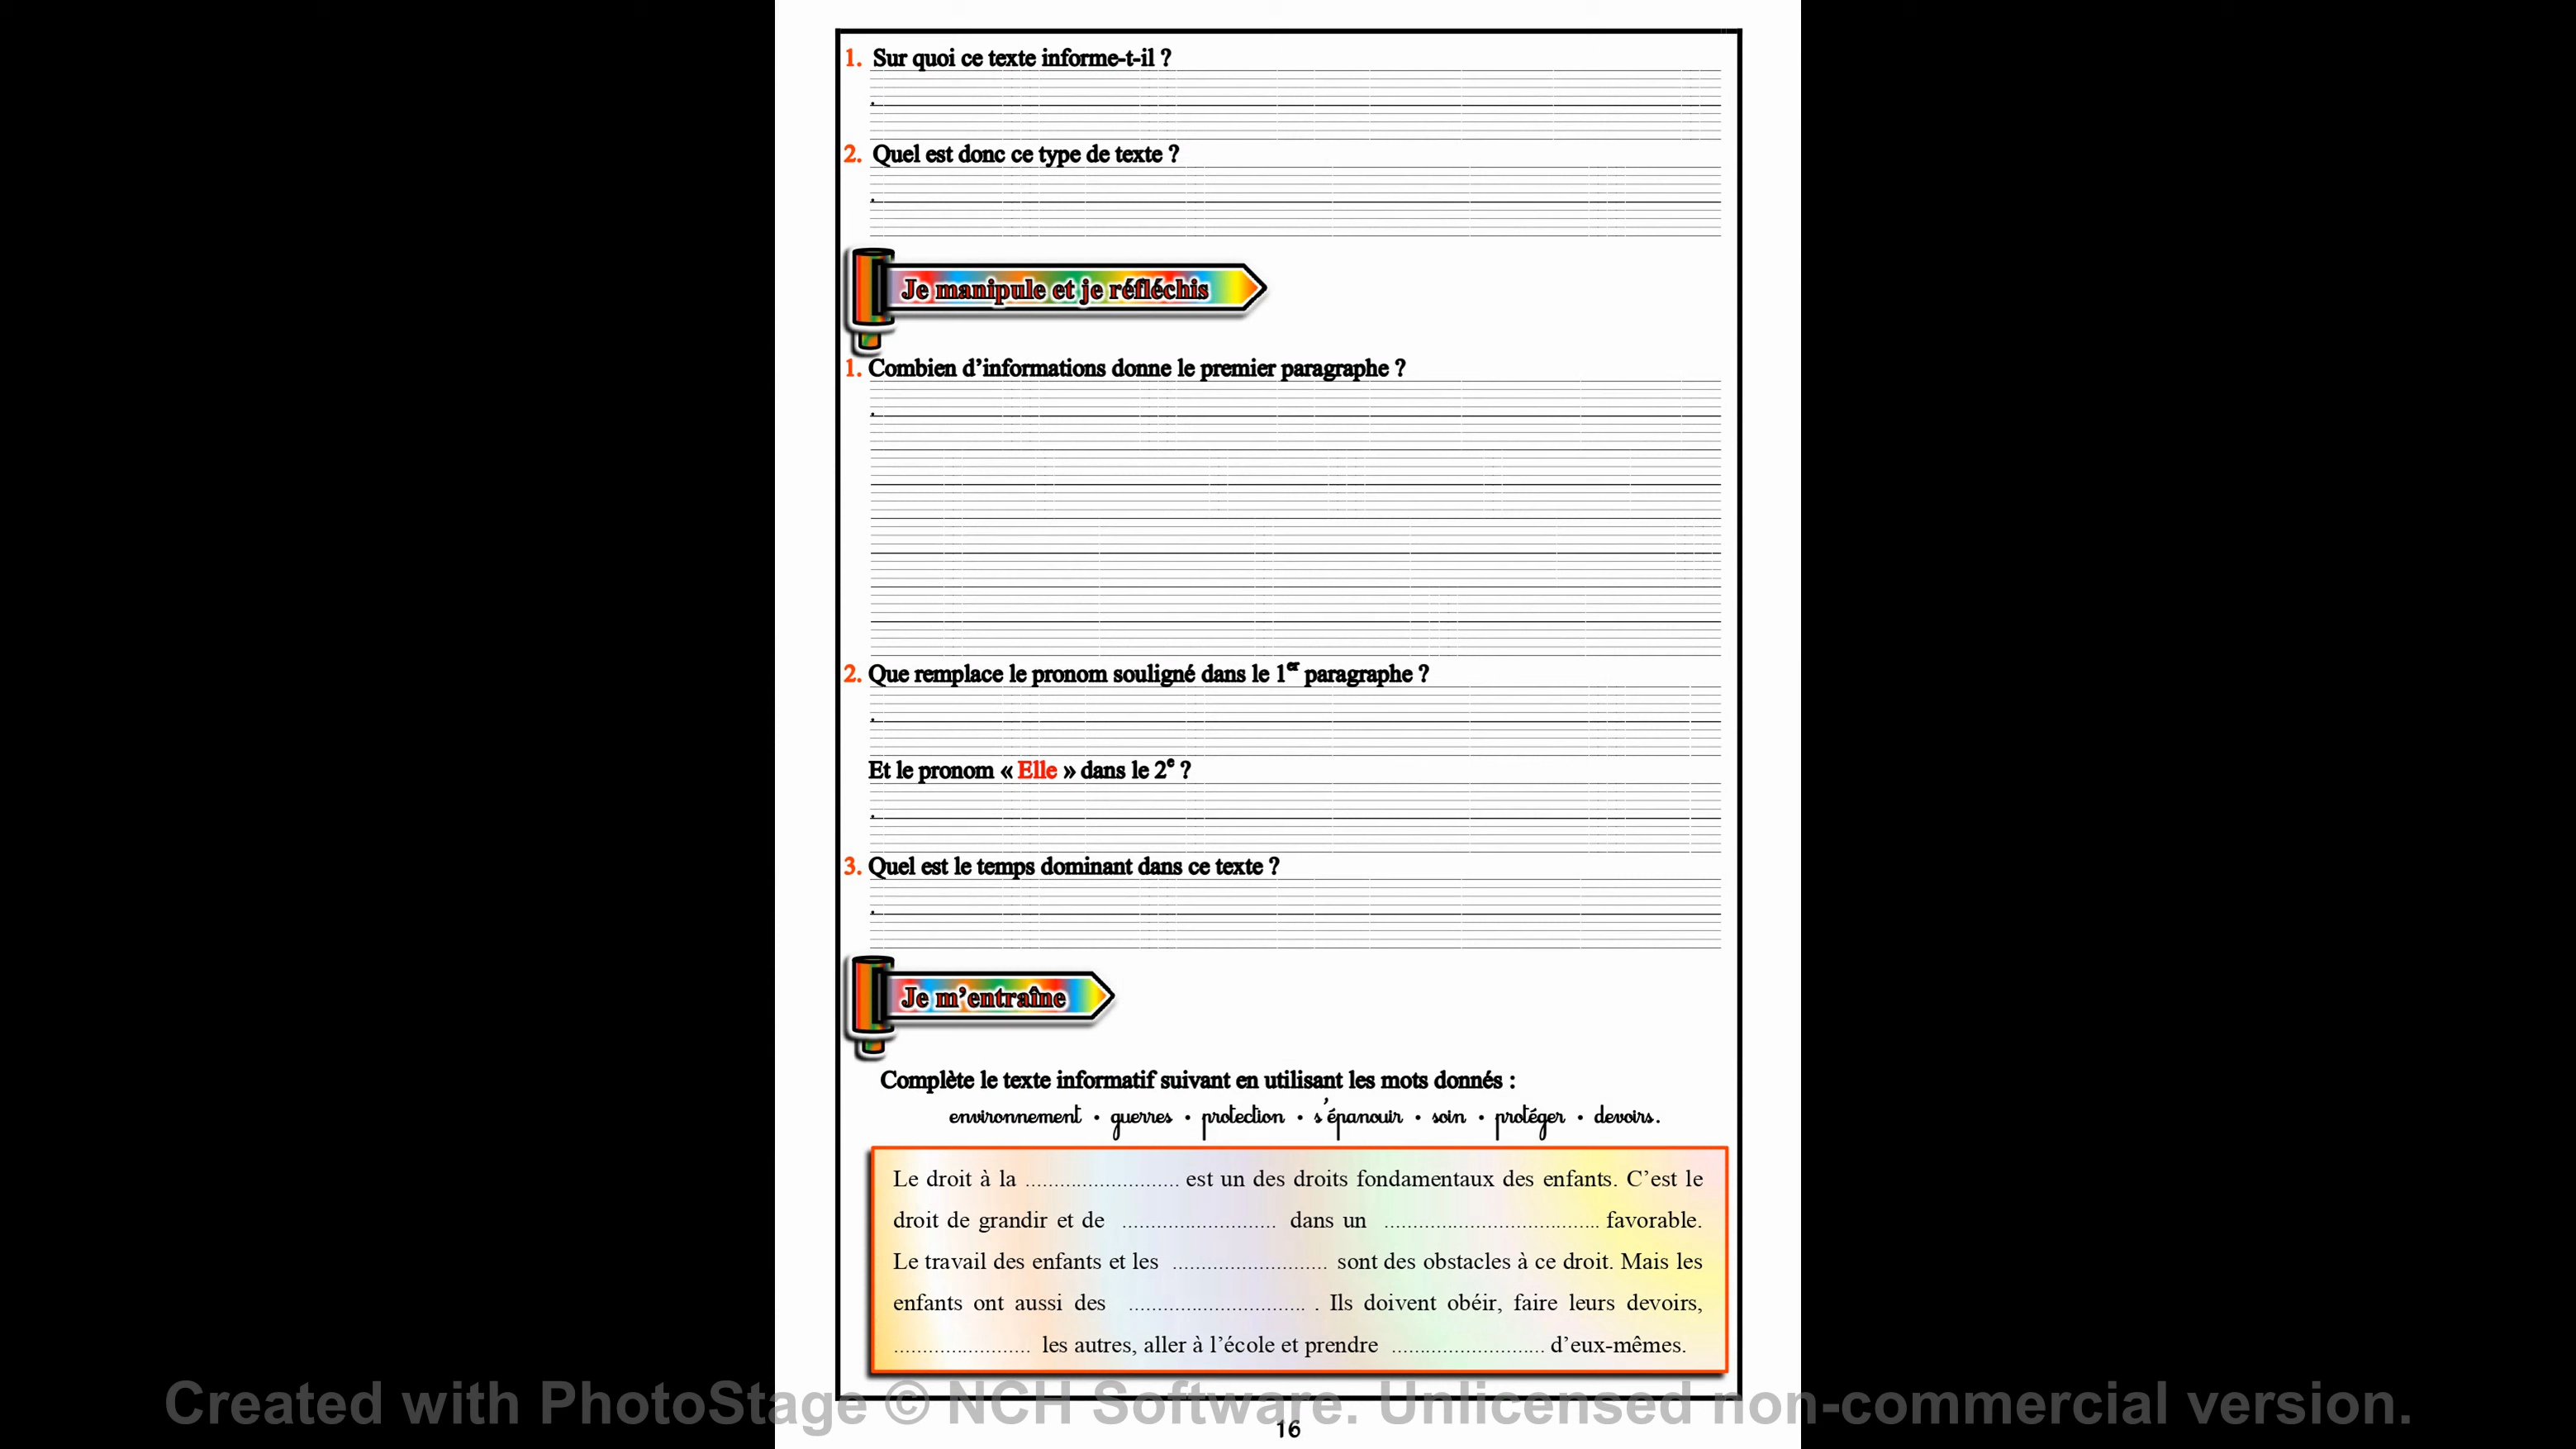 1. Sur quoi ce texte informe-t-il ?
2. Quel est donc ce type de texte ?
Je manipule et je réfléchis
1. Combien d’informations donne le premier paragraphe ?
2. Que remplace le pronom souligné dans le 1er paragraphe ?
Et le pronom « Elle » dans le 2e ?
3. Quel est le temps dominant dans ce texte ?
Je m’entraîne
Complète le texte informatif suivant en utilisant les mots donnés :
environnement • guerres • protection • s’épanouir • soin • protéger • devoirs.
Le droit à la ........................... est un des droits fondamentaux des enfants. C’est le
droit de grandir et de ........................... dans un ...................................... favorable.
Le travail des enfants et les ........................... sont des obstacles à ce droit. Mais les
enfants ont aussi des ............................... . Ils doivent obéir, faire leurs devoirs,
........................ les autres, aller à l’école et prendre ........................... d’eux-mêmes.
Created with PhotoStage © NCH Software. Unlicensed non-commercial version.
16